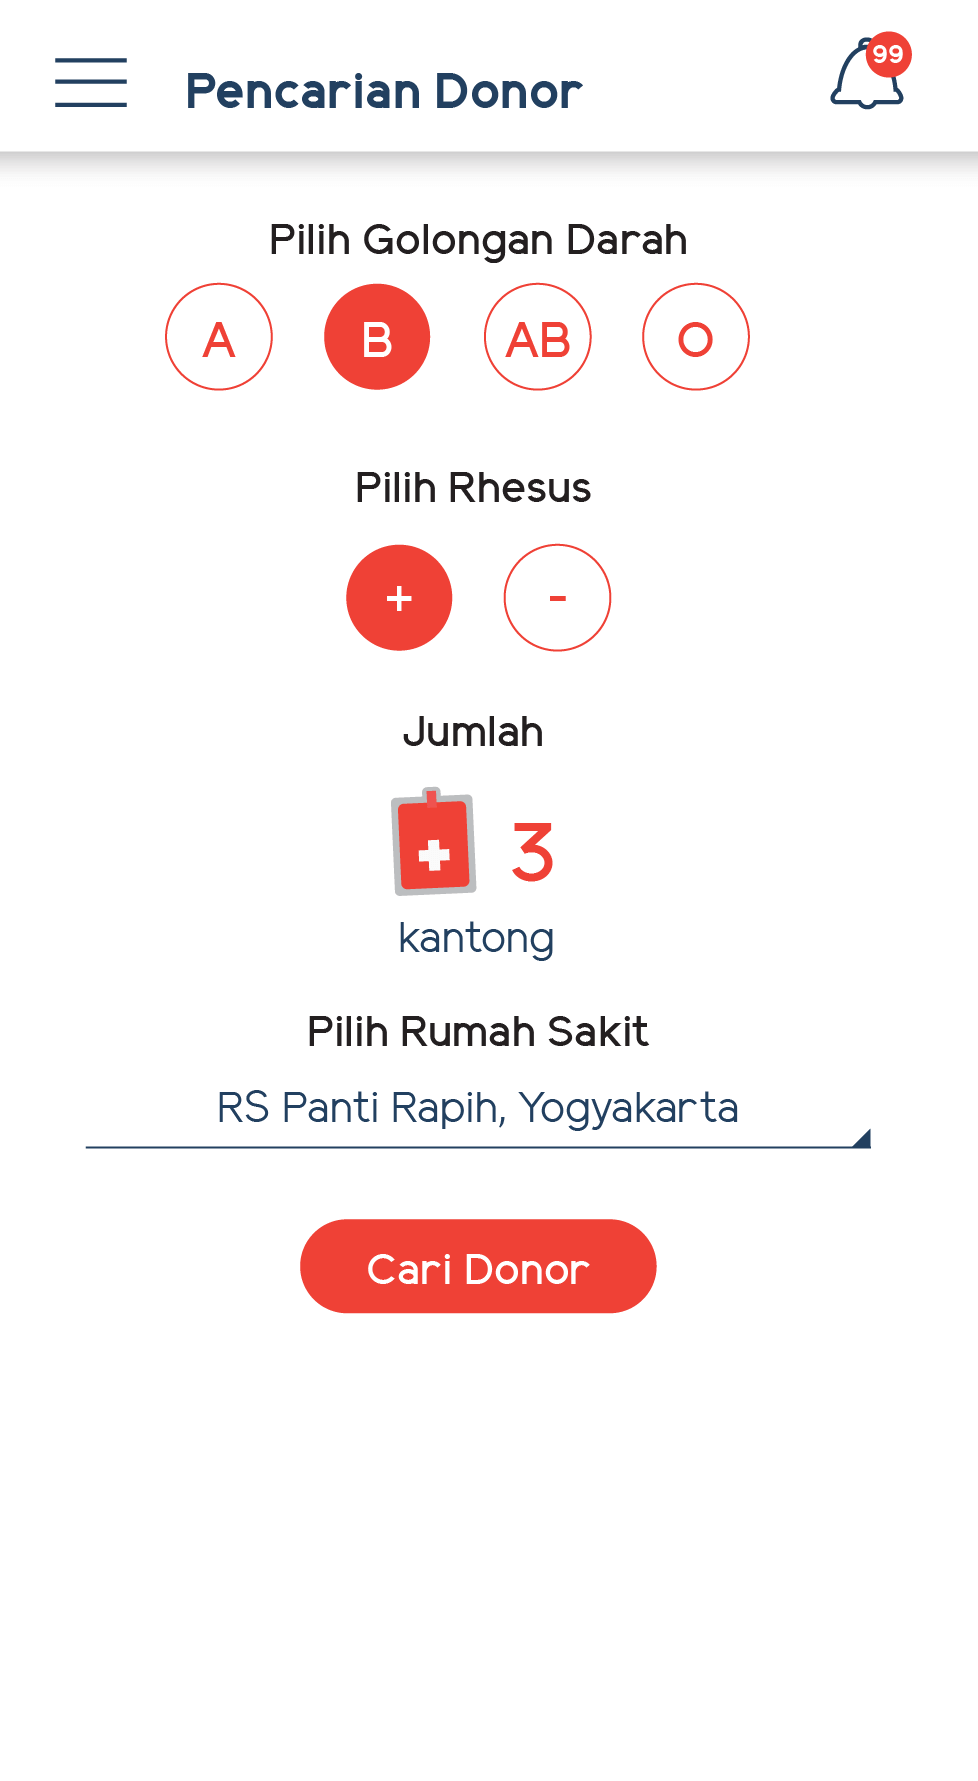 Pencarian Donor
99
Pilih Golongan Darah
A B AB O
Pilih Rhesus
+ -
Jumlah
3
kantong
Pilih Rumah Sakit
RS Panti Rapih, Yogyakarta
Cari Donor